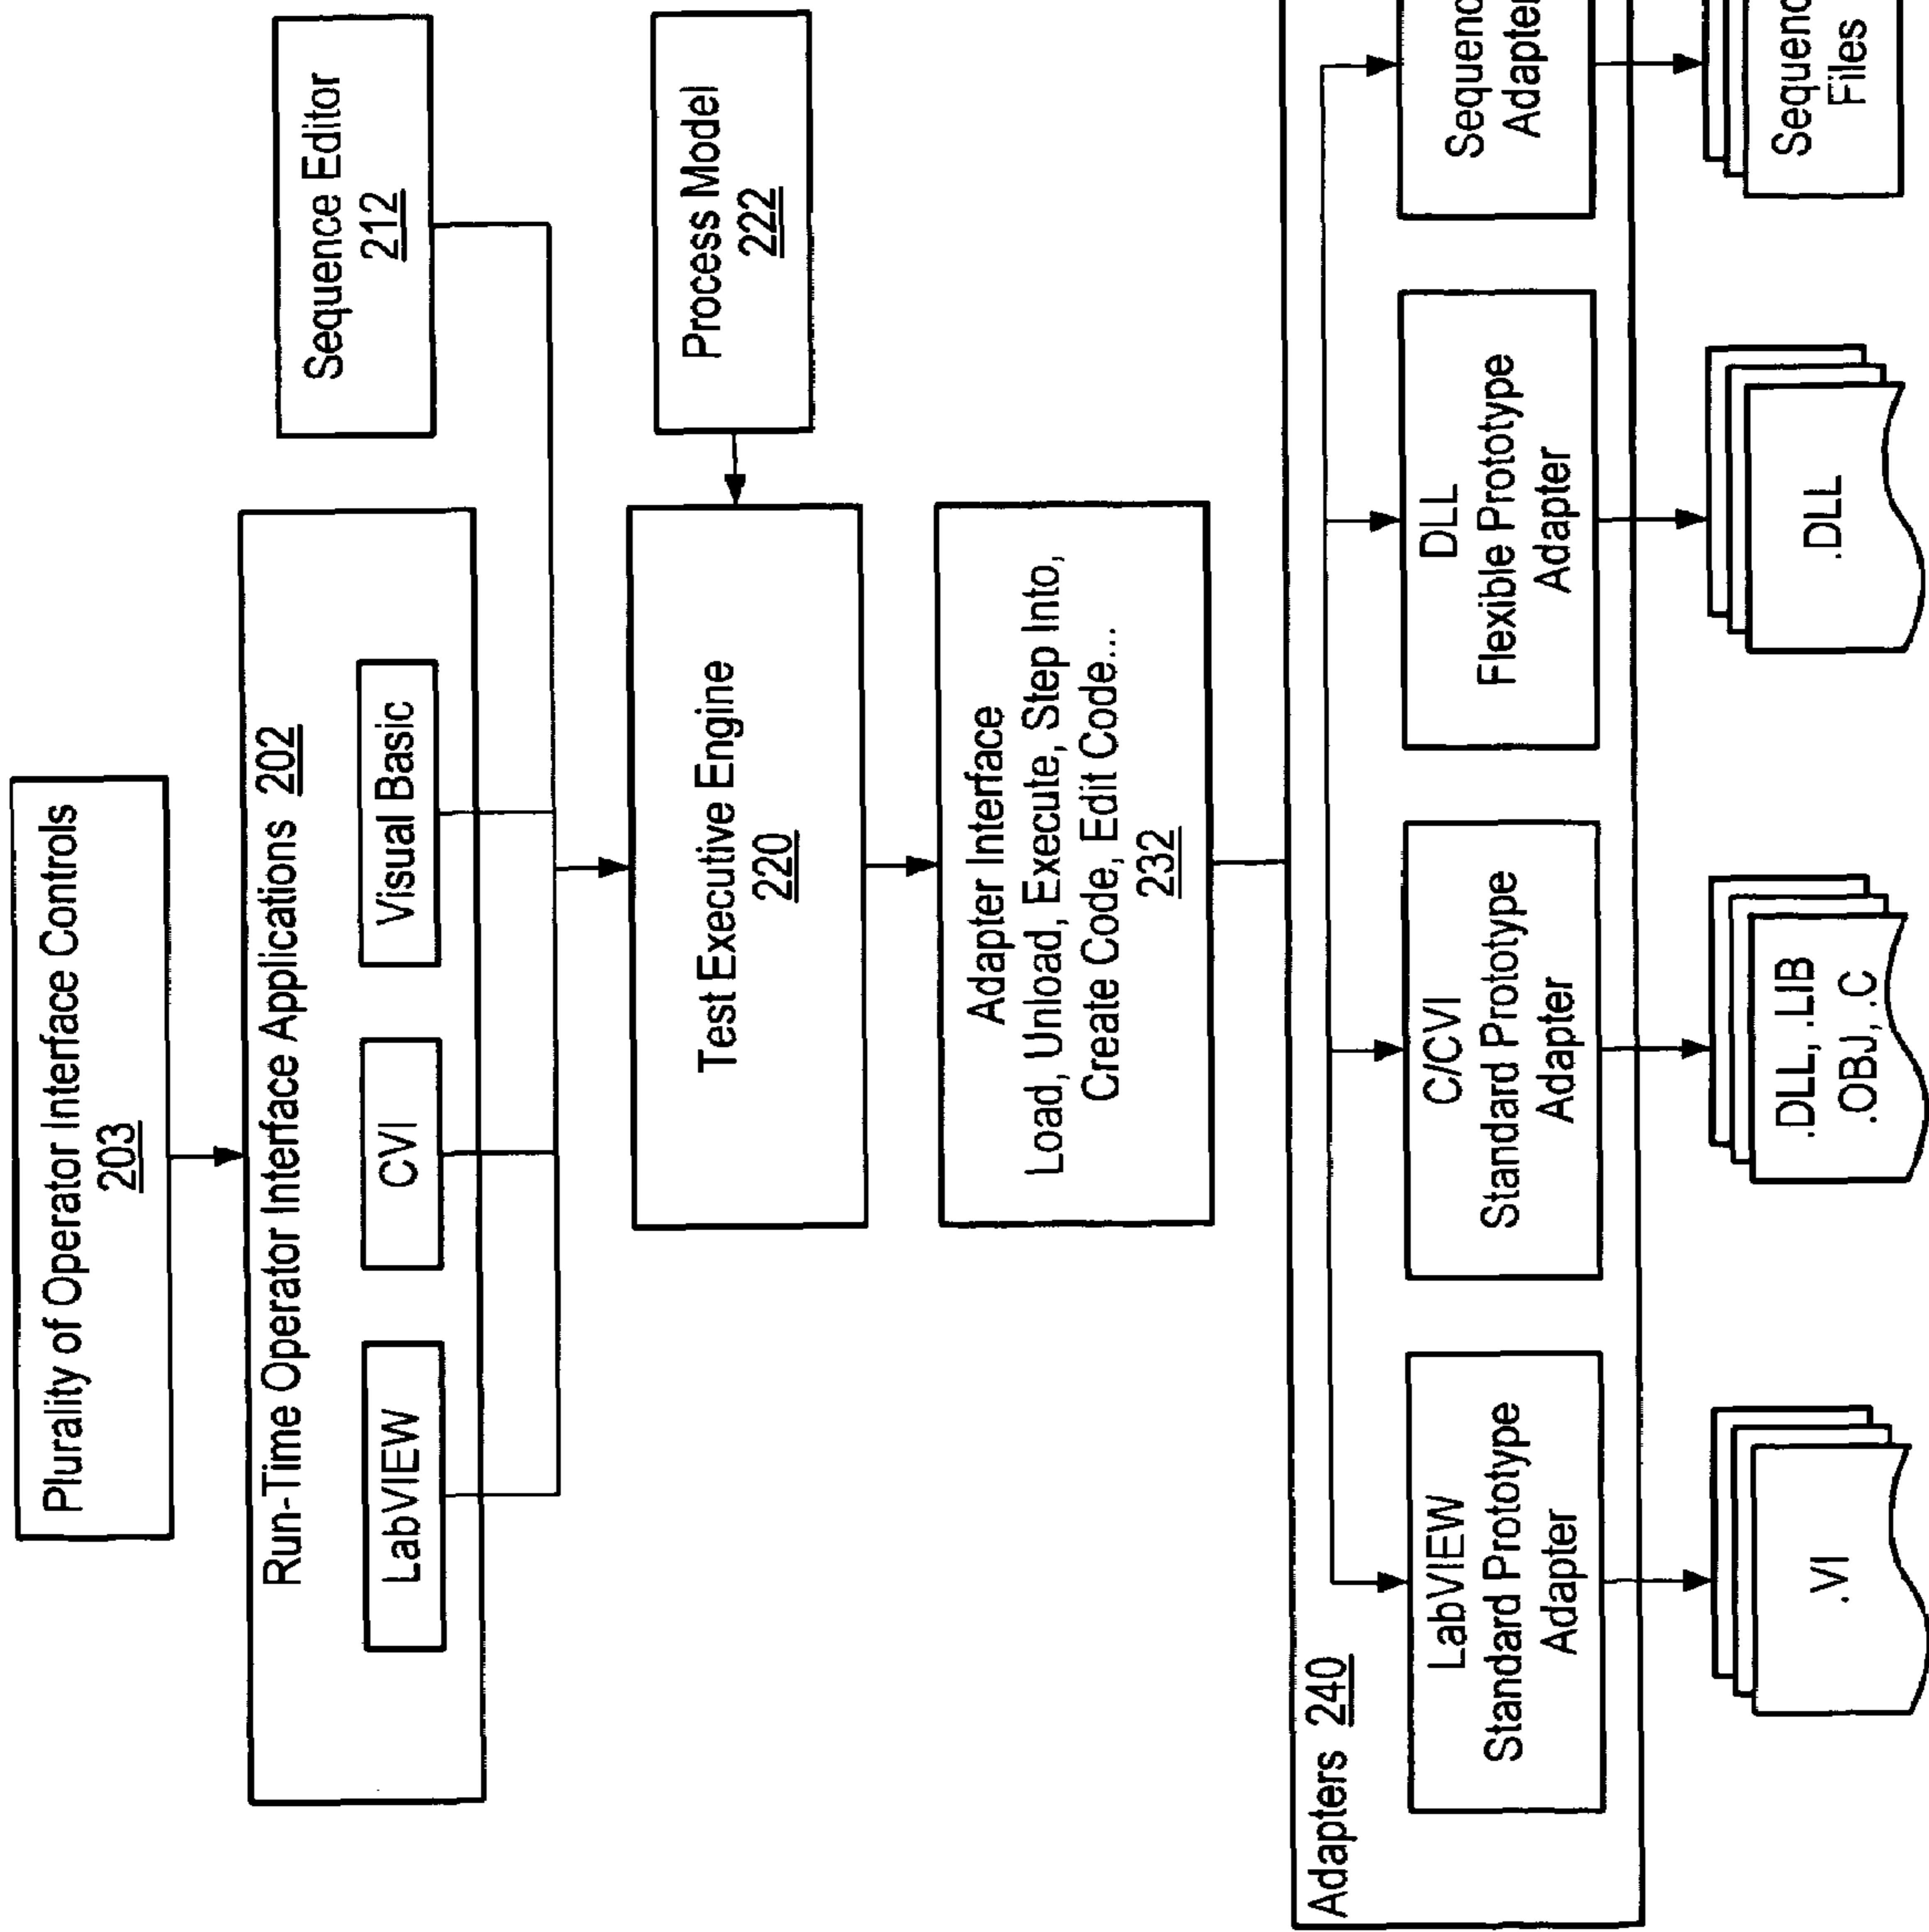 Plurality of Operator Interface Controls
203
Run-Time Operator Interface Applications 202
LabVIEW
CVI
Visual Basic
Sequence Editor
212
Test Executive Engine
220
Process Model
222
Adapter Interface
Load, Unload, Execute, Step Into,
Create Code, Edit Code...
232
Adapters 240
LabVIEW
Standard Prototype
Adapter
C/CVI
Standard Prototype
Adapter
DLL
Flexible Prototype
Adapter
Sequenc
Adapter
.VI
.DLL, .LIB
.OBJ, .C
.DLL
Sequenc
Files